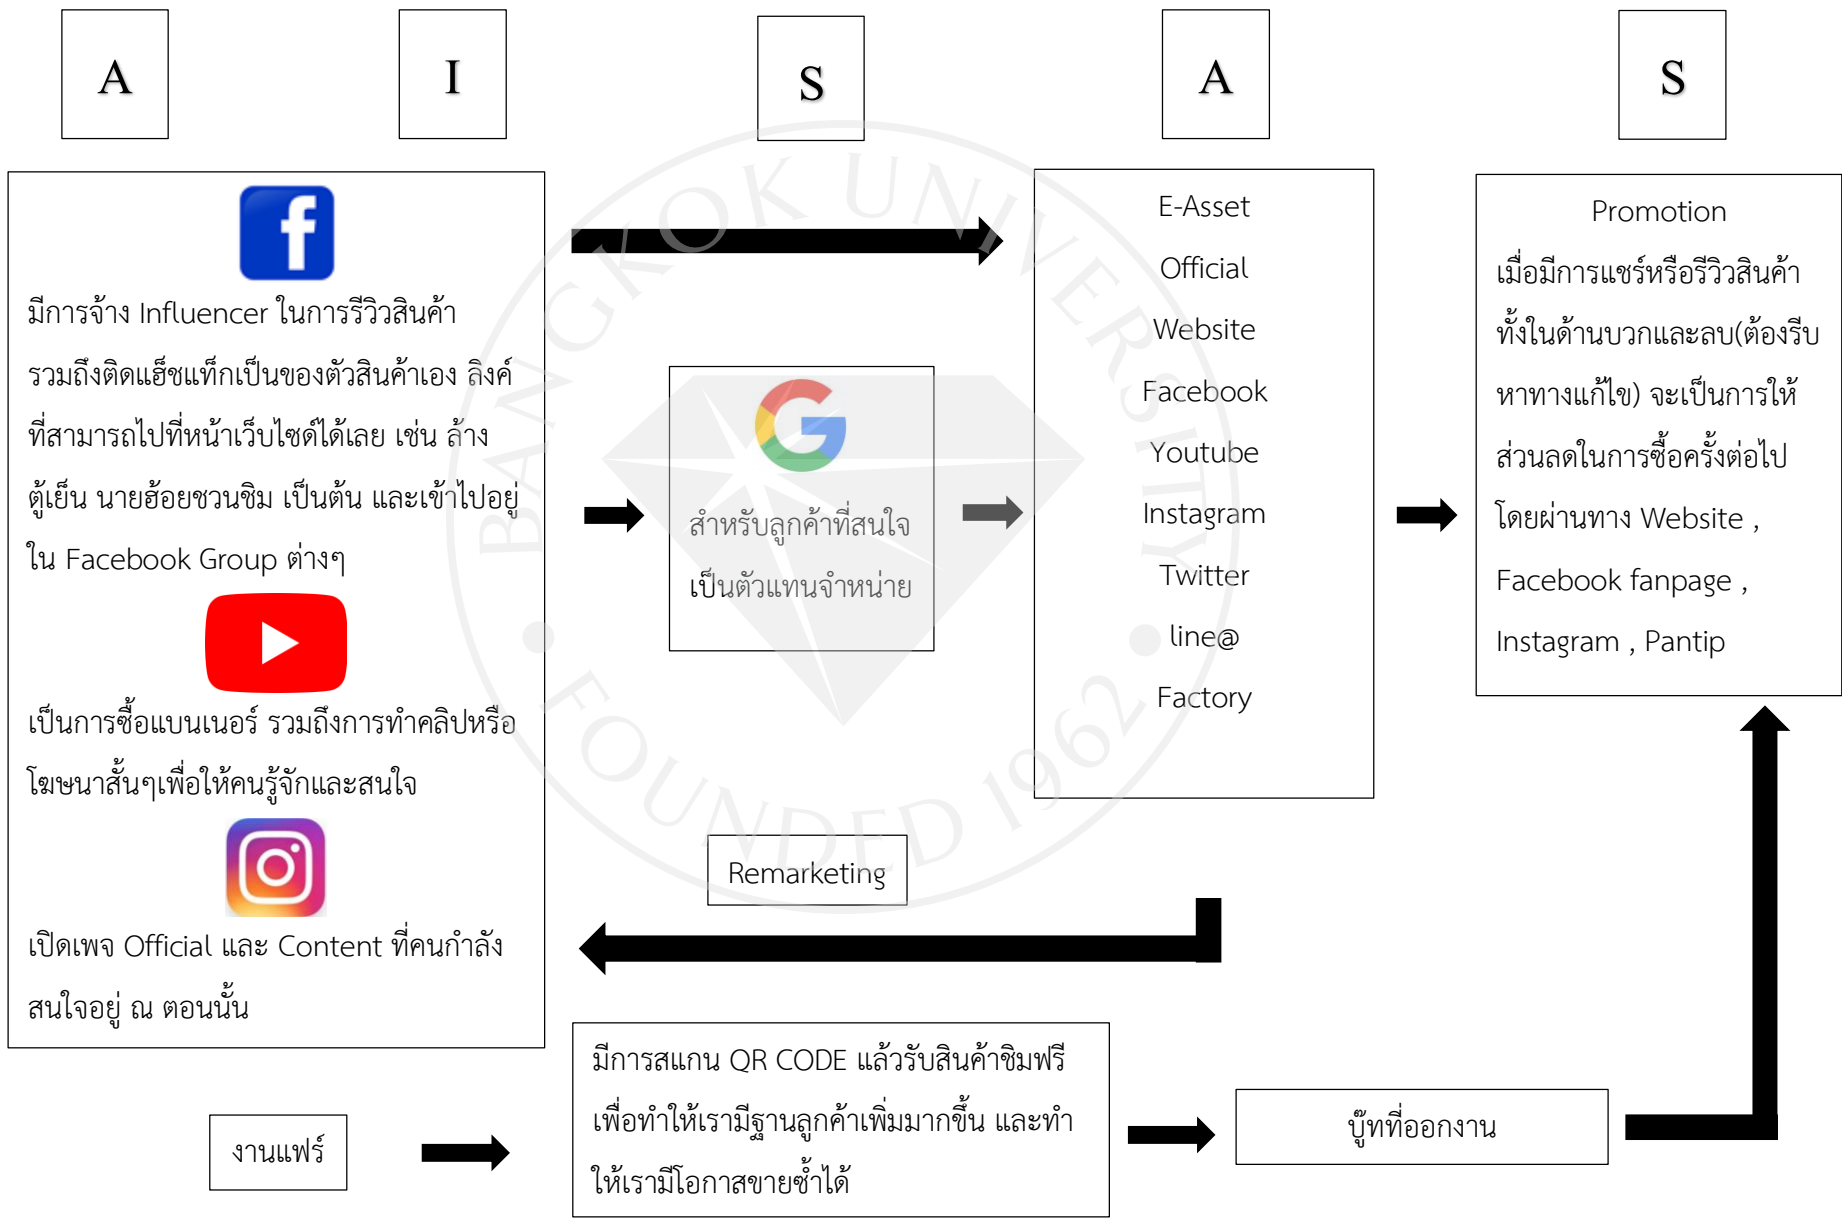 A
I
S
A
S
มีการจ้าง Influencer ในการรีวิวสินค้า
รวมถึงติดแฮ็ชแท็กเป็นของตัวสินค้าเอง ลิงค์
ที่สามารถไปที่หน้าเว็บไซต์ได้เลย เช่น ล้าง
ตู้เย็น นายฮ้อยชวนชิม เป็นต้น และเข้าไปอยู่
ใน Facebook Group ต่างๆ
เป็นการซื้อแบนเนอร์ รวมถึงการทำคลิปหรือ
โฆษนาสั้นๆเพื่อให้คนรู้จักและสนใจ
เปิดเพจ Official และ Content ที่คนกำลัง
สนใจอยู่ ณ ตอนนั้น
สำหรับลูกค้าที่สนใจ
เป็นตัวแทนจำหน่าย
E-Asset
Official
Website
Facebook
Youtube
Instagram
Twitter
line@
Factory
Promotion
เมื่อมีการแชร์หรือรีวิวสินค้า
ทั้งในด้านบวกและลบ(ต้องรีบ
หาทางแก้ไข) จะเป็นการให้
ส่วนลดในการซื้อครั้งต่อไป
โดยผ่านทาง Website ,
Facebook fanpage ,
Instagram , Pantip
Remarketing
งานแฟร์
มีการสแกน QR CODE แล้วรับสินค้าชิมฟรี
เพื่อทำให้เรามีฐานลูกค้าเพิ่มมากขึ้น และทำ
ให้เรามีโอกาสขายซ้ำได้
บู๊ทที่ออกงาน
BANGKOK UNIVERSITY
FOUNDED 1962